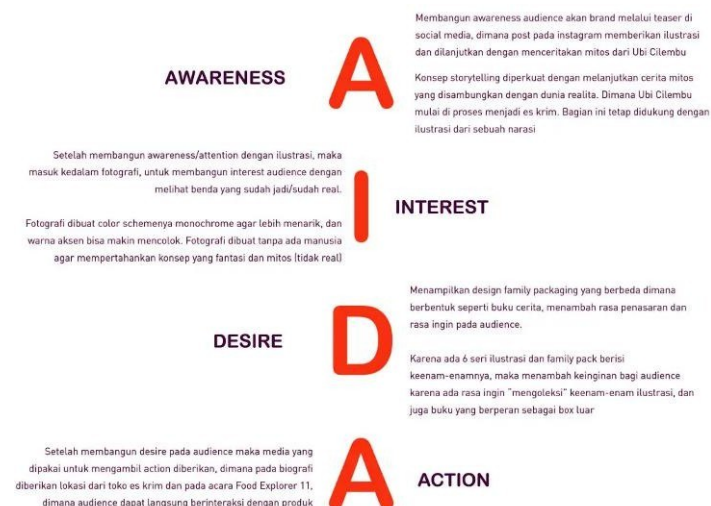 Membangun awareness audience akan brand melalui teaser di
social media, dimana post pada instagram memberikan ilustrasi
dan dilanjutkan dengan menceritakan mitos dari Ubi Cilembu
AWARENESS
A
Konsep storytelling diperkuat dengan melanjutkan cerita mitos
yang disambungkan dengan dunia realita. Dimana Ubi Cilembu
mulai di proses menjadi es krim. Bagian ini tetap didukung dengan
ilustrasi dari sebuah narasi
Setelah membangun awareness/attention dengan ilustrasi, maka
masuk kedalam fotografi, untuk membangun interest audience dengan
melihat benda yang sudah jadi/sudah real.
I
INTEREST
Fotografi dibuat color schemenya monochrome agar lebih menarik, dan
warna aksen bisa makin mencolok. Fotografi dibuat tanpa ada manusia
agar mempertahankan konsep yang fantasi dan mitos (tidak real)
Menampilkan design family packaging yang berbeda dimana
berbentuk seperti buku cerita, menambah rasa penasaran dan
rasa ingin pada audience.
DESIRE
D
Karena ada 6 seri ilustrasi dan family pack berisi
keenam-enamnya, maka menambah keinginan bagi audience
karena ada rasa ingin "mengoleksi" keenam-enam ilustrasi, dan
juga buku yang berperan sebagai box luar
Setelah membangun desire pada audience maka media yang
dipakai untuk mengambil action diberikan, dimana pada biografi
diberikan lokasi dari toko es krim dan pada acara Food Explorer 11,
dimana audience dapat langsung berinteraksi dengan produk
A
ACTION